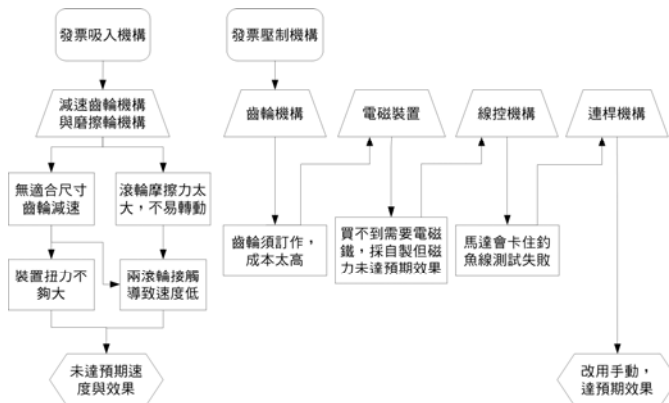 發票吸入機構
減速齒輪機構
與磨擦輪機構
無適合尺寸
齒輪減速
滾輪摩擦力太
大，不易轉動
裝置扭力不
夠大
兩滾輪接觸
導致速度低
未達預期速
度與效果
發票壓制機構
齒輪機構
電磁裝置
線控機構
連桿機構
齒輪須訂作，
成本太高
買不到需要電磁
鐵，採自製但磁
力未達預期效果
馬達會卡住釣
魚線測試失敗
改用手動，
達預期效果